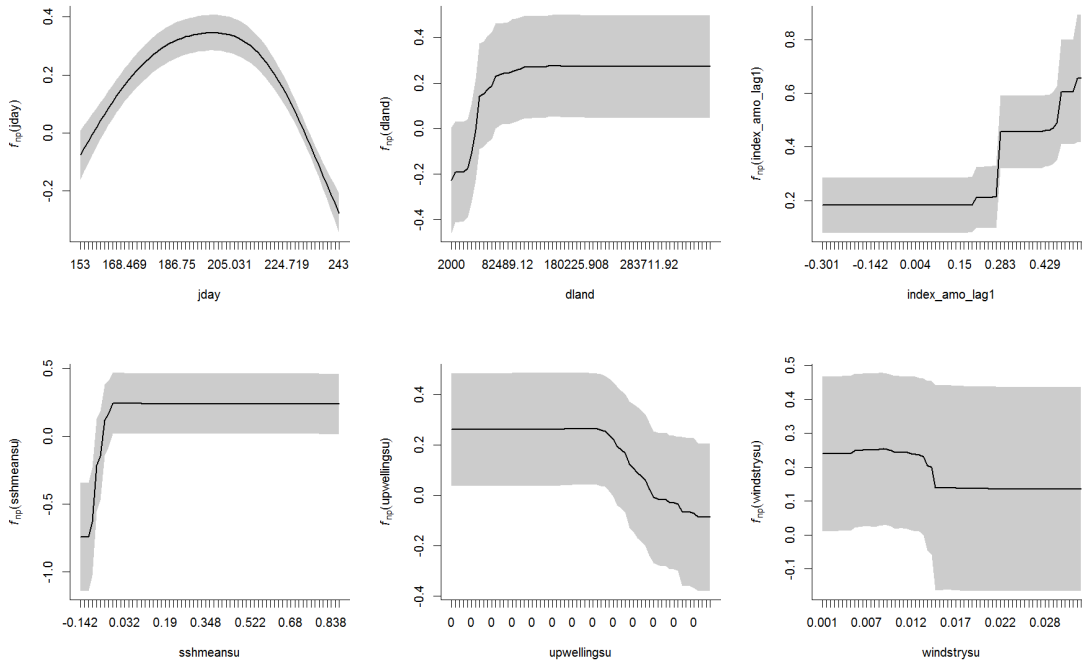 f np(jday)
0.4
0.2
0.0
-0.2
153 168.469 186.75 205.031 224.719 243
jday
f np(dland)
0.4
0.2
0.0
-0.2
-0.4
2000 82489.12 180225.908 283711.92
dland
f np(index_amo_lag1)
0.8
0.6
0.4
0.2
-0.301 -0.142 0.004 0.15 0.283 0.429
index_amo_lag1
f np(sshmeansu)
0.5
0.0
-0.5
-1.0
-0.142 0.032 0.19 0.348 0.522 0.68 0.838
sshmeansu
f np(upwellingsu)
0.4
0.2
0.0
-0.2
-0.4
0 0 0 0 0 0 0 0 0 0 0
upwellingsu
f np(windstrysu)
0.5
0.4
0.3
0.2
0.1
0.0
-0.1
0.001 0.007 0.012 0.017 0.022 0.028
windstrysu